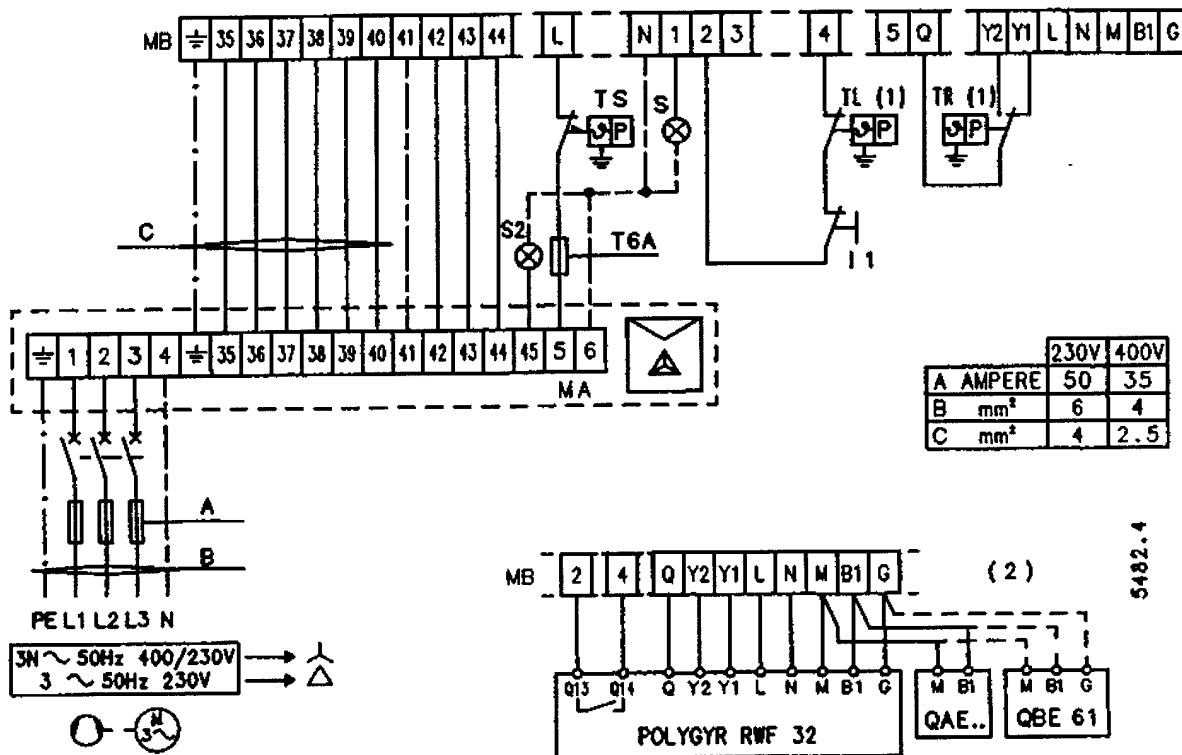 MB ⏚ 35 36 37 38 39 40 41 42 43 44 L N 1 2 3 4 5 Q Y2 Y1 L N M B1 G
TS S TL (1) TR (1)
ϑ P ϑ P ϑ P
C S2 T6A I1
⏚ 1 2 3 4 ⏚ 35 36 37 38 39 40 41 42 43 44 45 5 6
MA
230V 400V
A AMPERE 50 35
B mm² 6 4
C mm² 4 2.5
A
B
PE L1 L2 L3 N
3N ~ 50Hz 400/230V
3 ~ 50Hz 230V
M
3~
MB 2 4 Q Y2 Y1 L N M B1 G (2)
Q13 Q14 Q Y2 Y1 L N M B1 G M B1 M B1 G
POLYGYR RWF 32 QAE.. QBE 61
5482.4